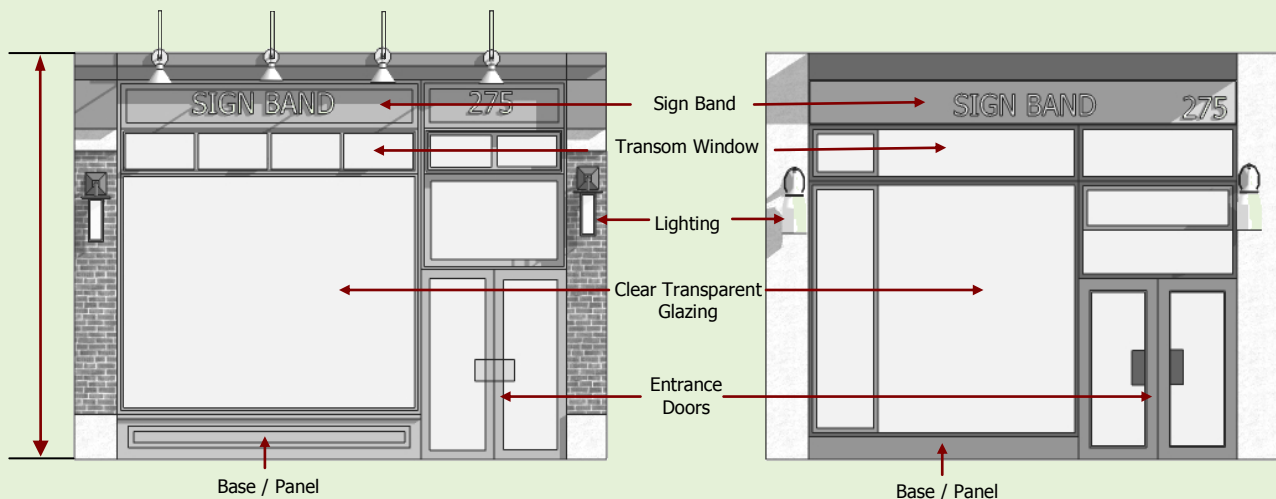 SIGN BAND 275
Sign Band
SIGN BAND 275
Transom Window
Lighting
Clear Transparent
Glazing
Entrance
Doors
Base / Panel
Base / Panel